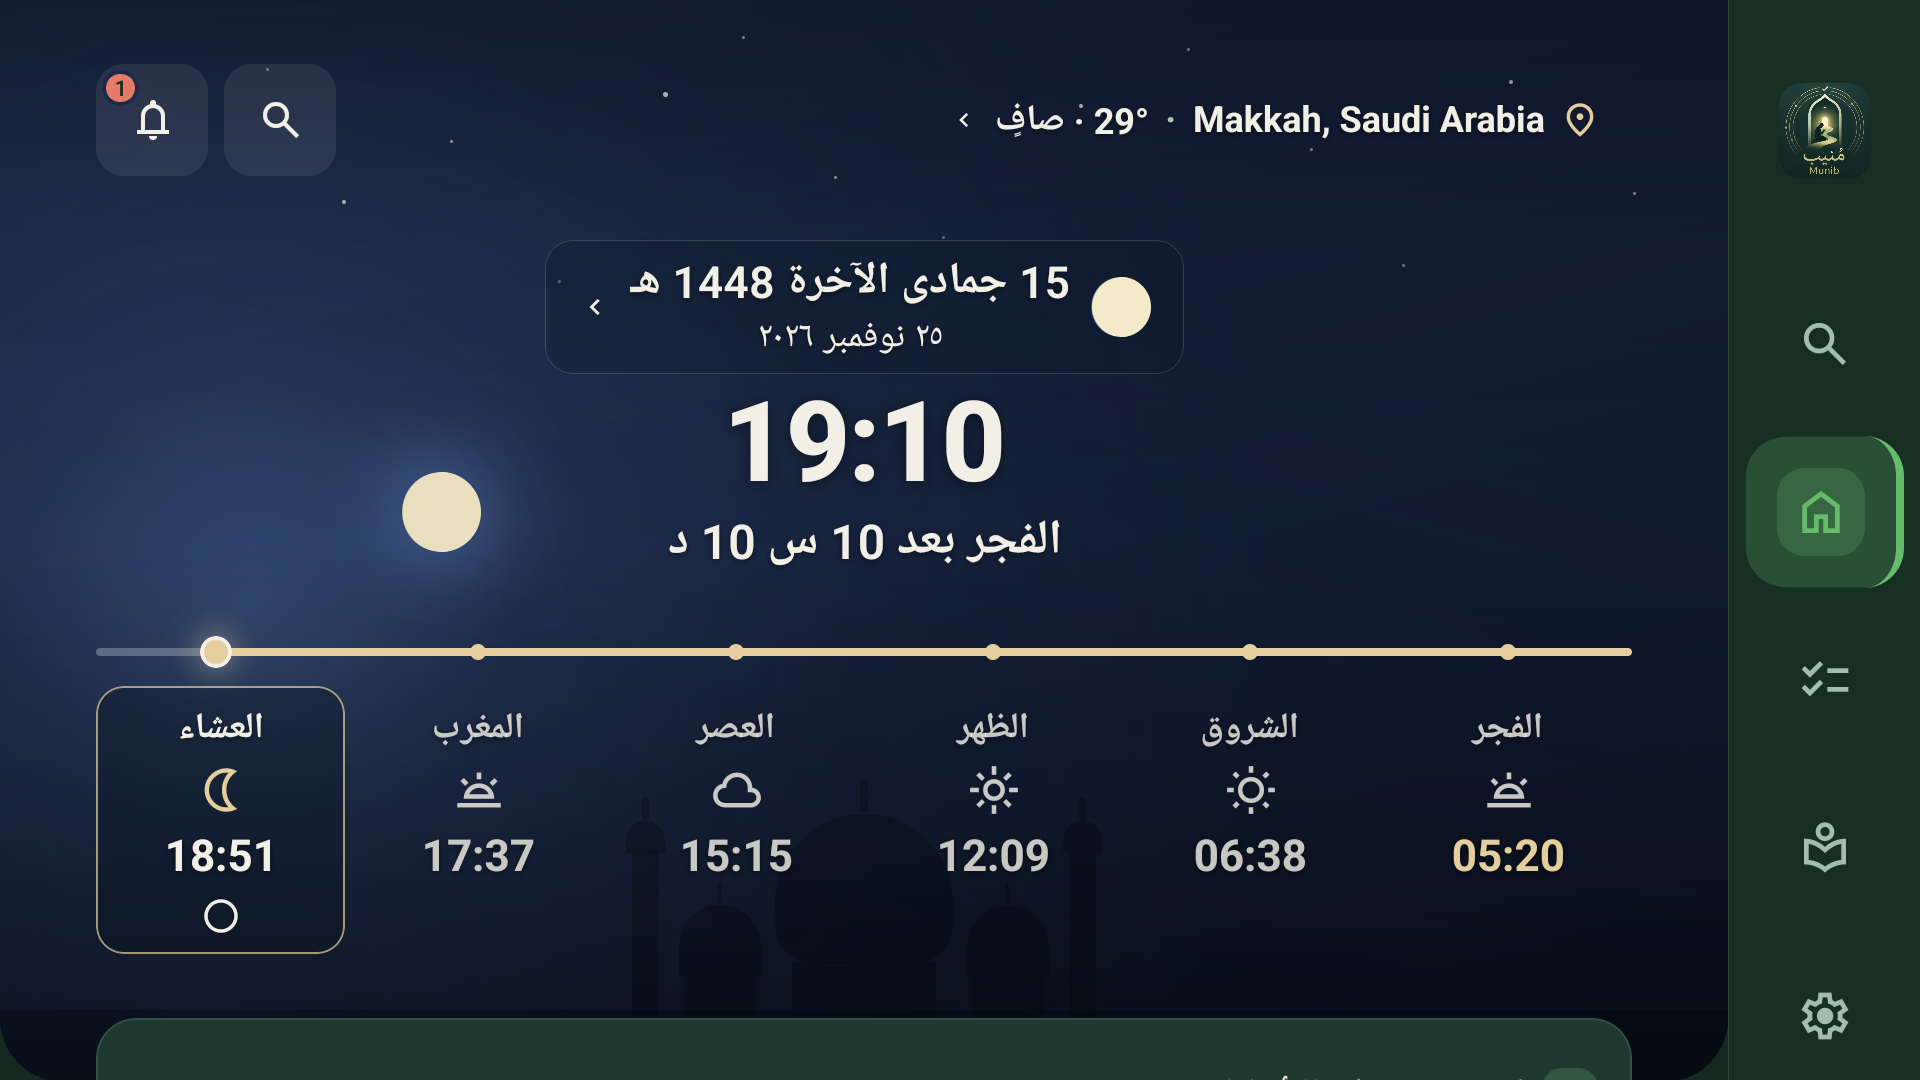 مُنيب
Munib
Makkah, Saudi Arabia · 29° : صافٍ
1
15 جمادى الآخرة 1448 هـ
٢٥ نوفمبر ٢٠٢٦
19:10
الفجر بعد 10 س 10 د
الفجر الشروق الظهر العصر المغرب العشاء
05:20 06:38 12:09 15:15 17:37 18:51